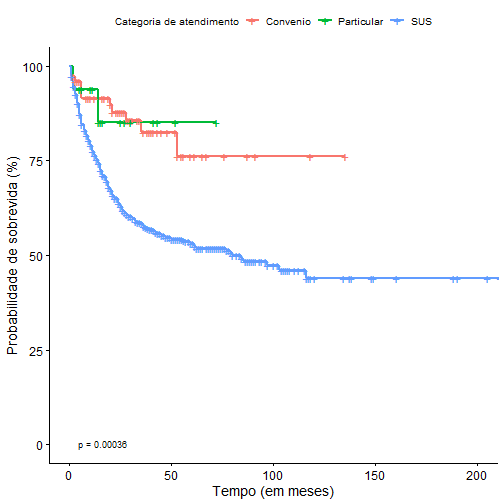 Categoria de atendimento Convenio Particular SUS
100
75
50
25
0
Probabilidade de sobrevida (%)
p = 0.00036
0 50 100 150 200
Tempo (em meses)